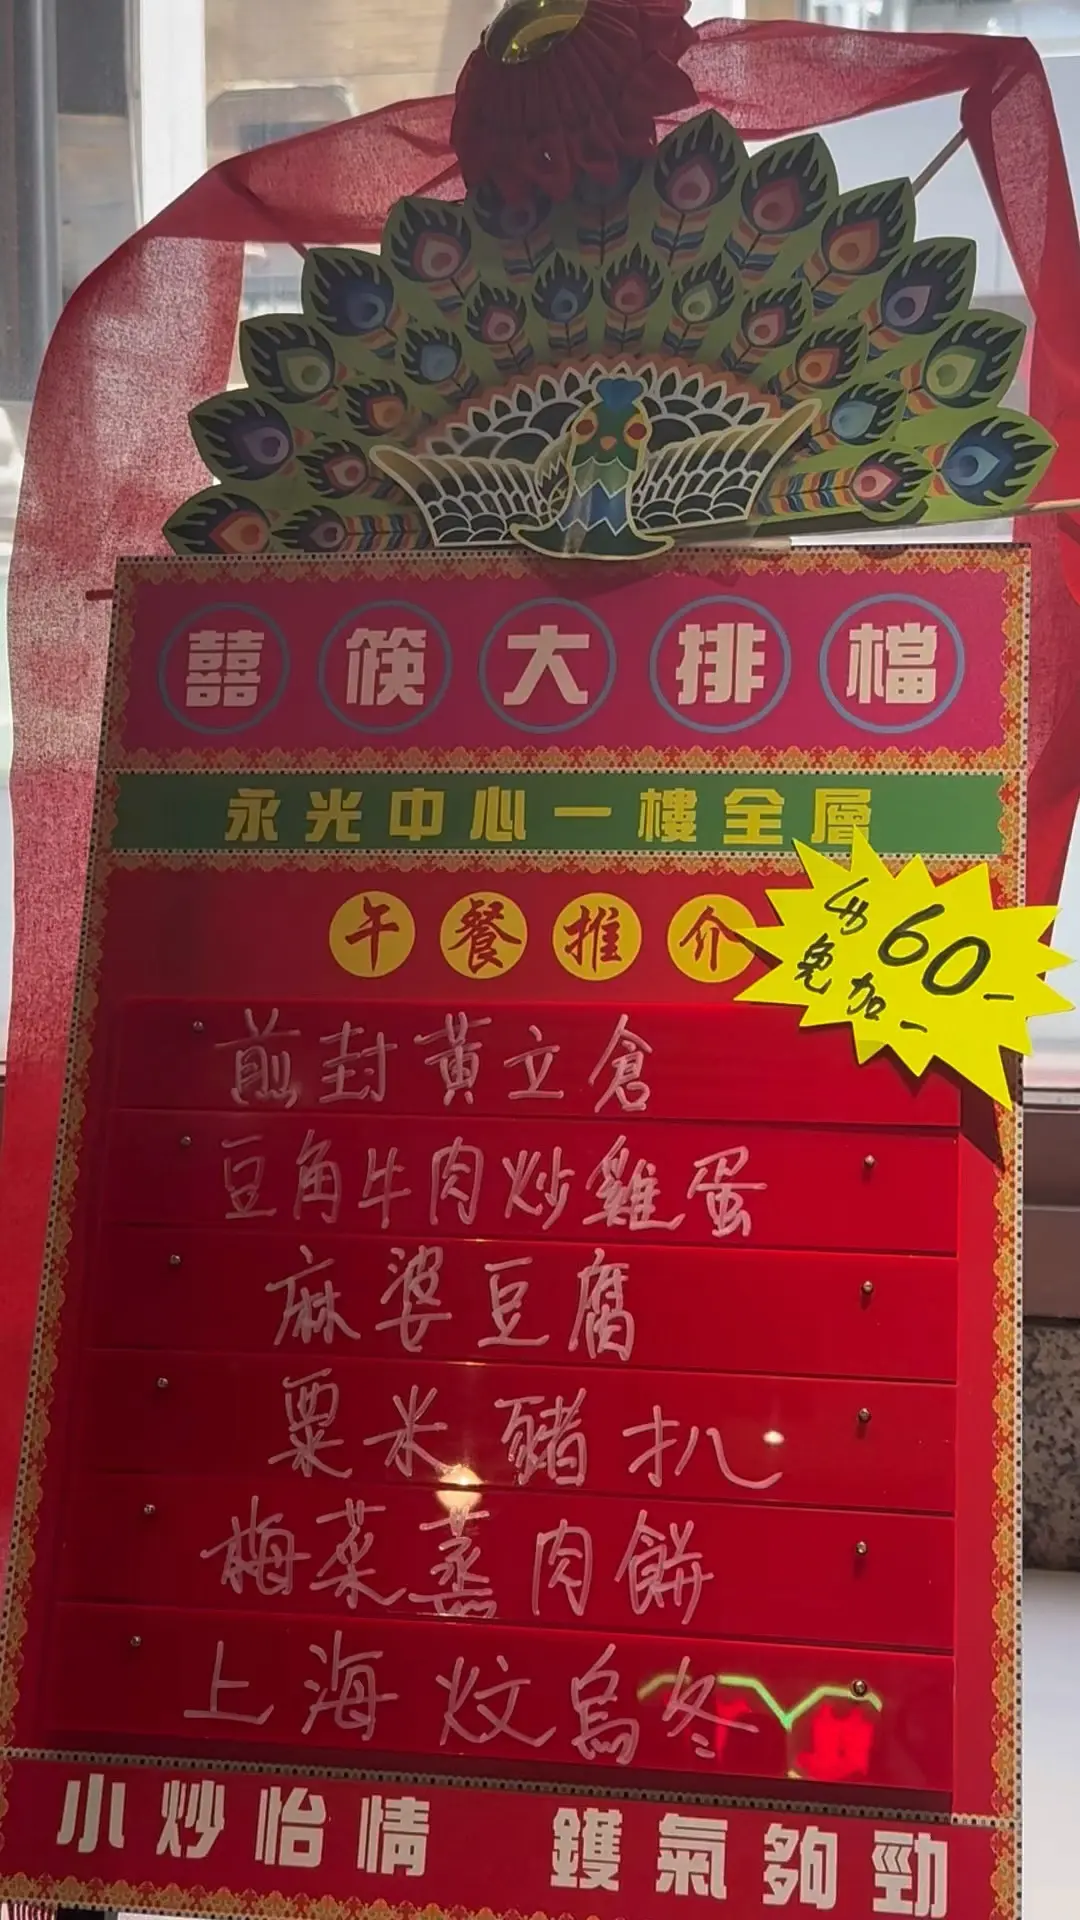 囍筷大排檔
永光中心一樓全層
午餐推介
60-
免加一
煎封黃立倉
豆角牛肉炒雞蛋
麻婆豆腐
粟米豬扒
梅菜蒸肉餅
上海炆烏冬
小炒怡情 鑊氣夠勁